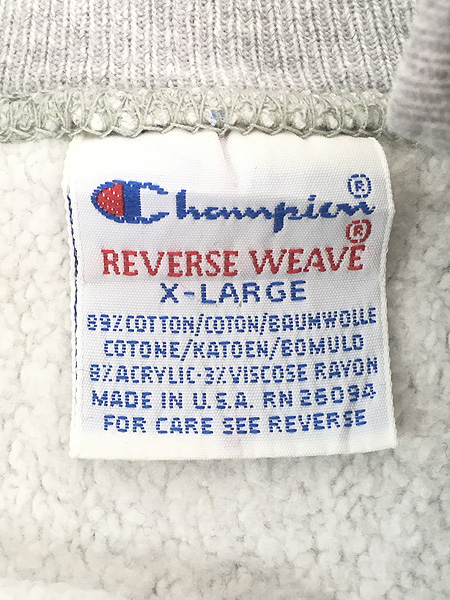 Champion®
REVERSE WEAVE®
X-LARGE
89%COTTON/COTON/BAUMWOLLE
COTONE/KATOEN/BOMULD
8%ACRYLIC-3%VISCOSE RAYON
MADE IN U.S.A. RN 26094
FOR CARE SEE REVERSE